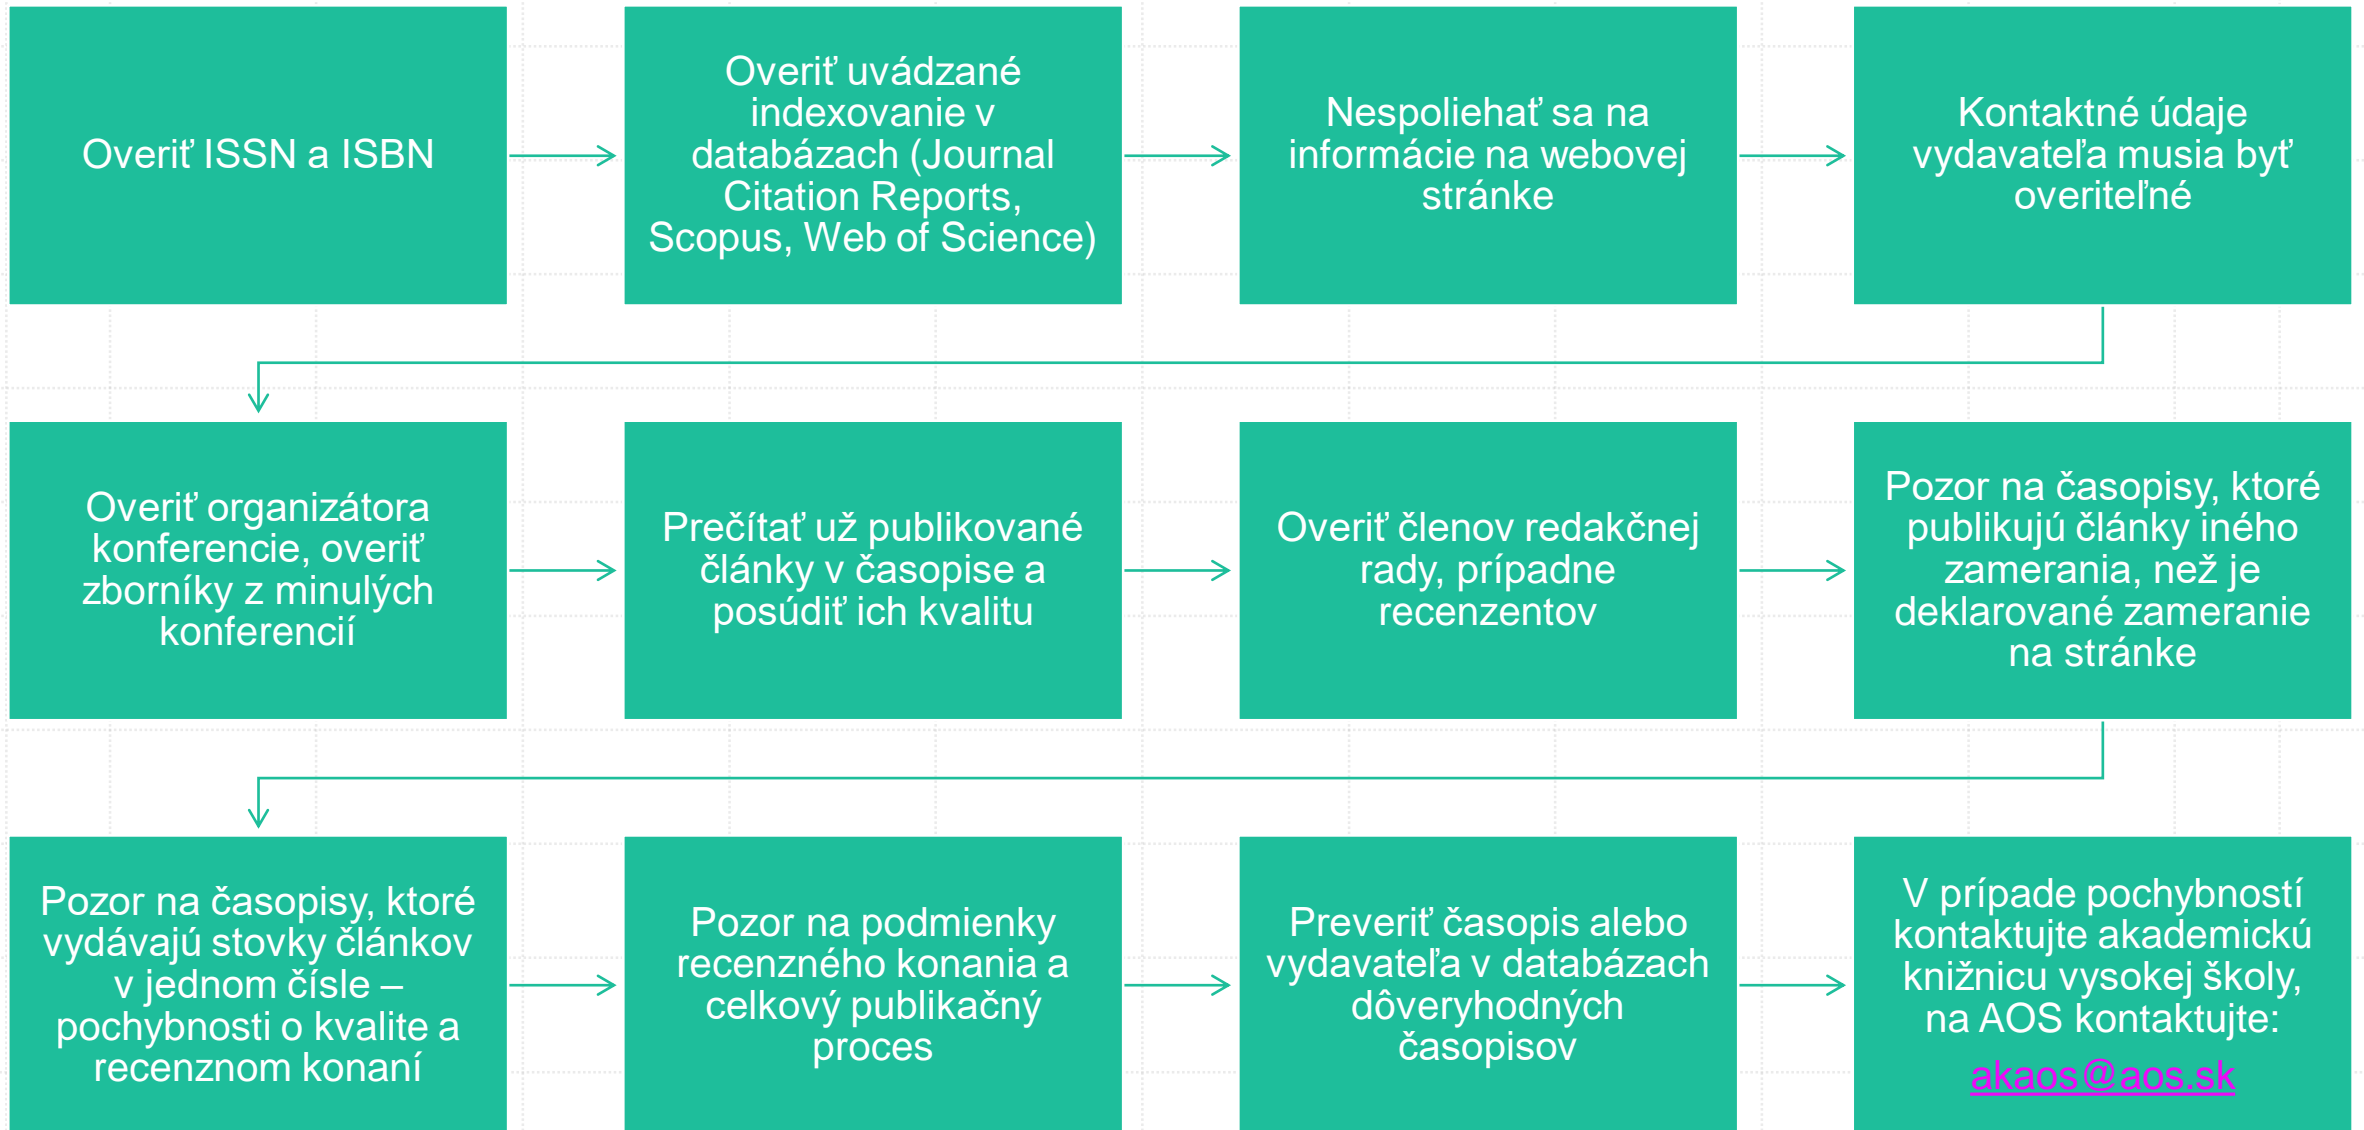 Overiť ISSN a ISBN
Overiť uvádzané
indexovanie v
databázach (Journal
Citation Reports,
Scopus, Web of Science)
Nespoliehať sa na
informácie na webovej
stránke
Kontaktné údaje
vydavateľa musia byť
overiteľné
Overiť organizátora
konferencie, overiť
zborníky z minulých
konferencií
Prečítať už publikované
články v časopise a
posúdiť ich kvalitu
Overiť členov redakčnej
rady, prípadne
recenzentov
Pozor na časopisy, ktoré
publikujú články iného
zamerania, než je
deklarované zameranie
na stránke
Pozor na časopisy, ktoré
vydávajú stovky článkov
v jednom čísle –
pochybnosti o kvalite a
recenznom konaní
Pozor na podmienky
recenzného konania a
celkový publikačný
proces
Preveriť časopis alebo
vydavateľa v databázach
dôveryhodných
časopisov
V prípade pochybností
kontaktujte akademickú
knižnicu vysokej školy,
na AOS kontaktujte:
akaos@aos.sk